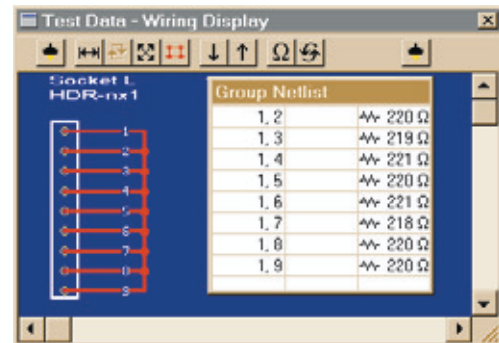 Test Data - Wiring Display
Socket L
HDR-nx1
1
2
3
4
5
6
7
8
9
Group Netlist
1, 2 220 Ω
1, 3 219 Ω
1, 4 221 Ω
1, 5 220 Ω
1, 6 221 Ω
1, 7 218 Ω
1, 8 220 Ω
1, 9 220 Ω